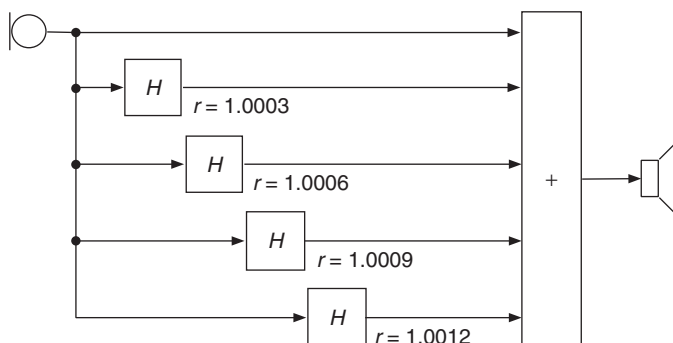 H
r = 1.0003
H
r = 1.0006
+
H
r = 1.0009
H
r = 1.0012